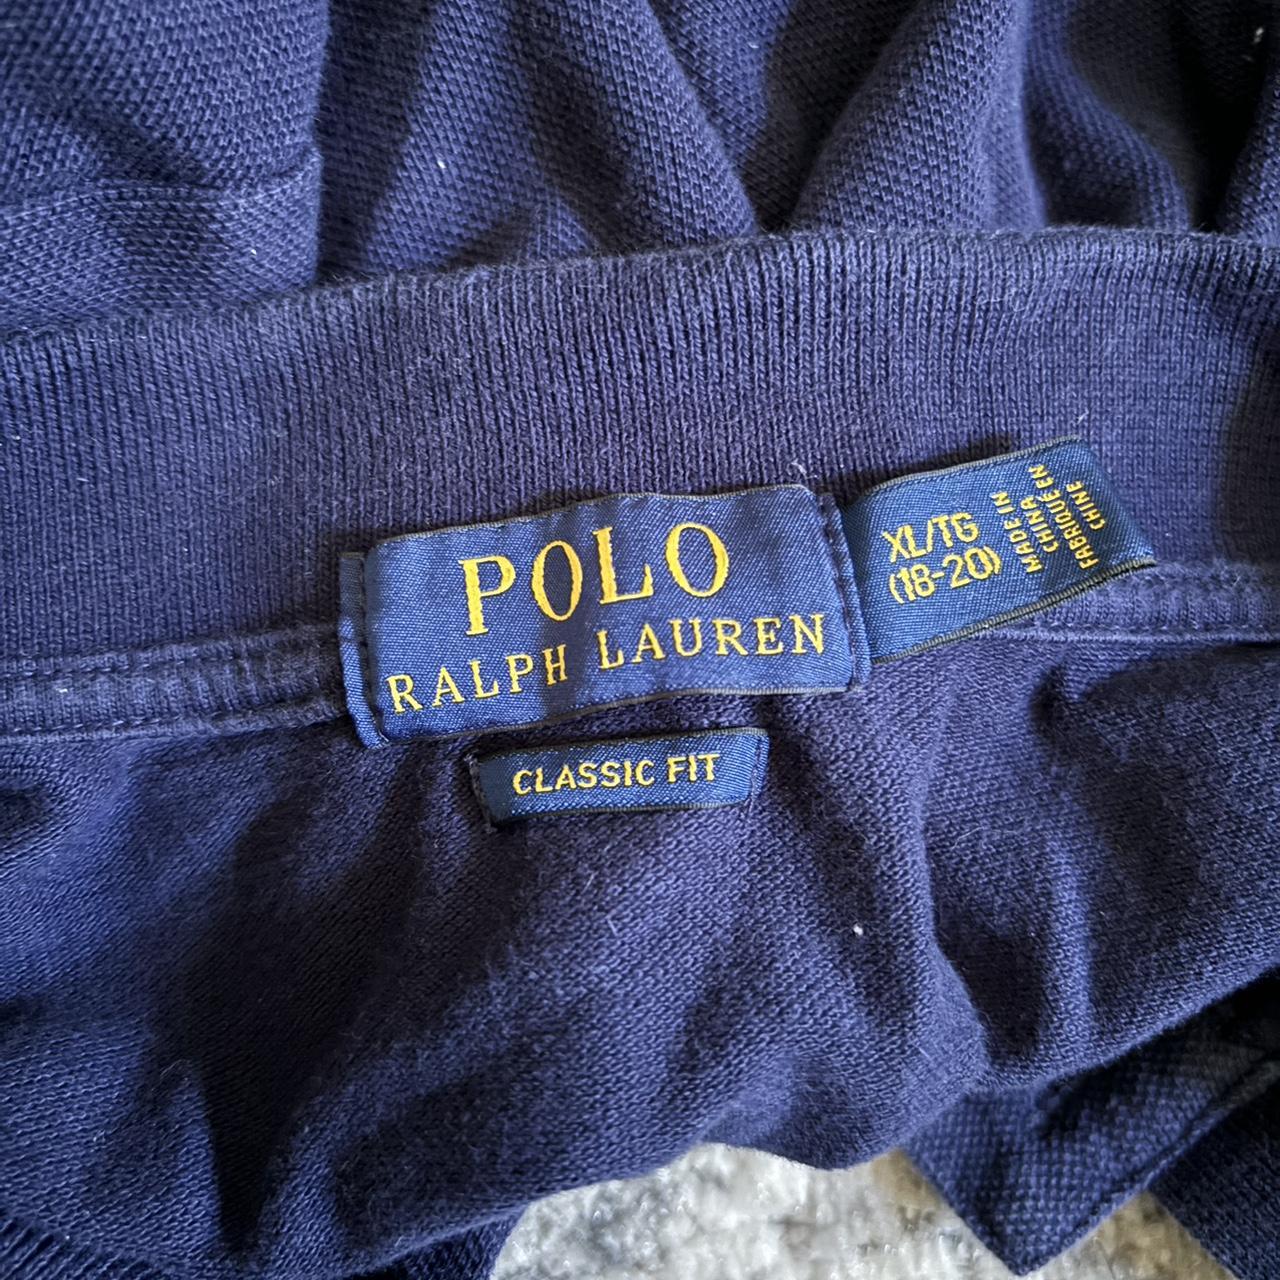 POLO
RALPH LAUREN
CLASSIC FIT
XL/TG
(18-20)
MADE IN
CHINA
FABRIQUÉ EN
CHINE